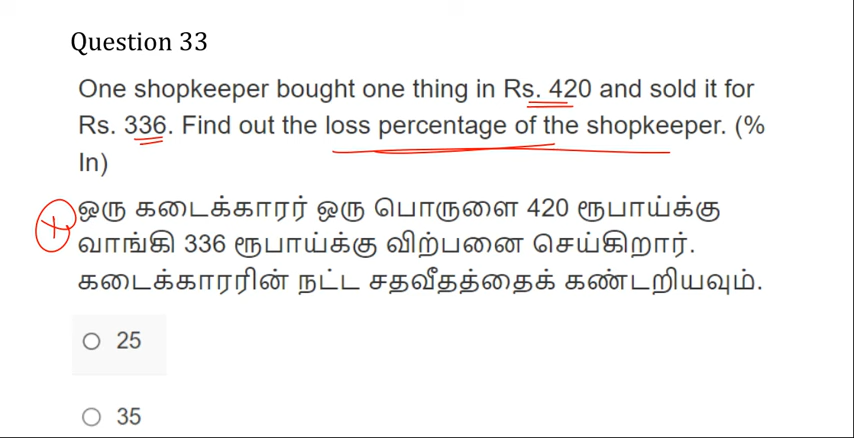 Question 33
One shopkeeper bought one thing in Rs. 420 and sold it for
Rs. 336. Find out the loss percentage of the shopkeeper. (%
In)
ஒரு கடைக்காரர் ஒரு பொருளை 420 ரூபாய்க்கு
வாங்கி 336 ரூபாய்க்கு விற்பனை செய்கிறார்.
கடைக்காரரின் நட்ட சதவீதத்தைக் கண்டறியவும்.
25
35